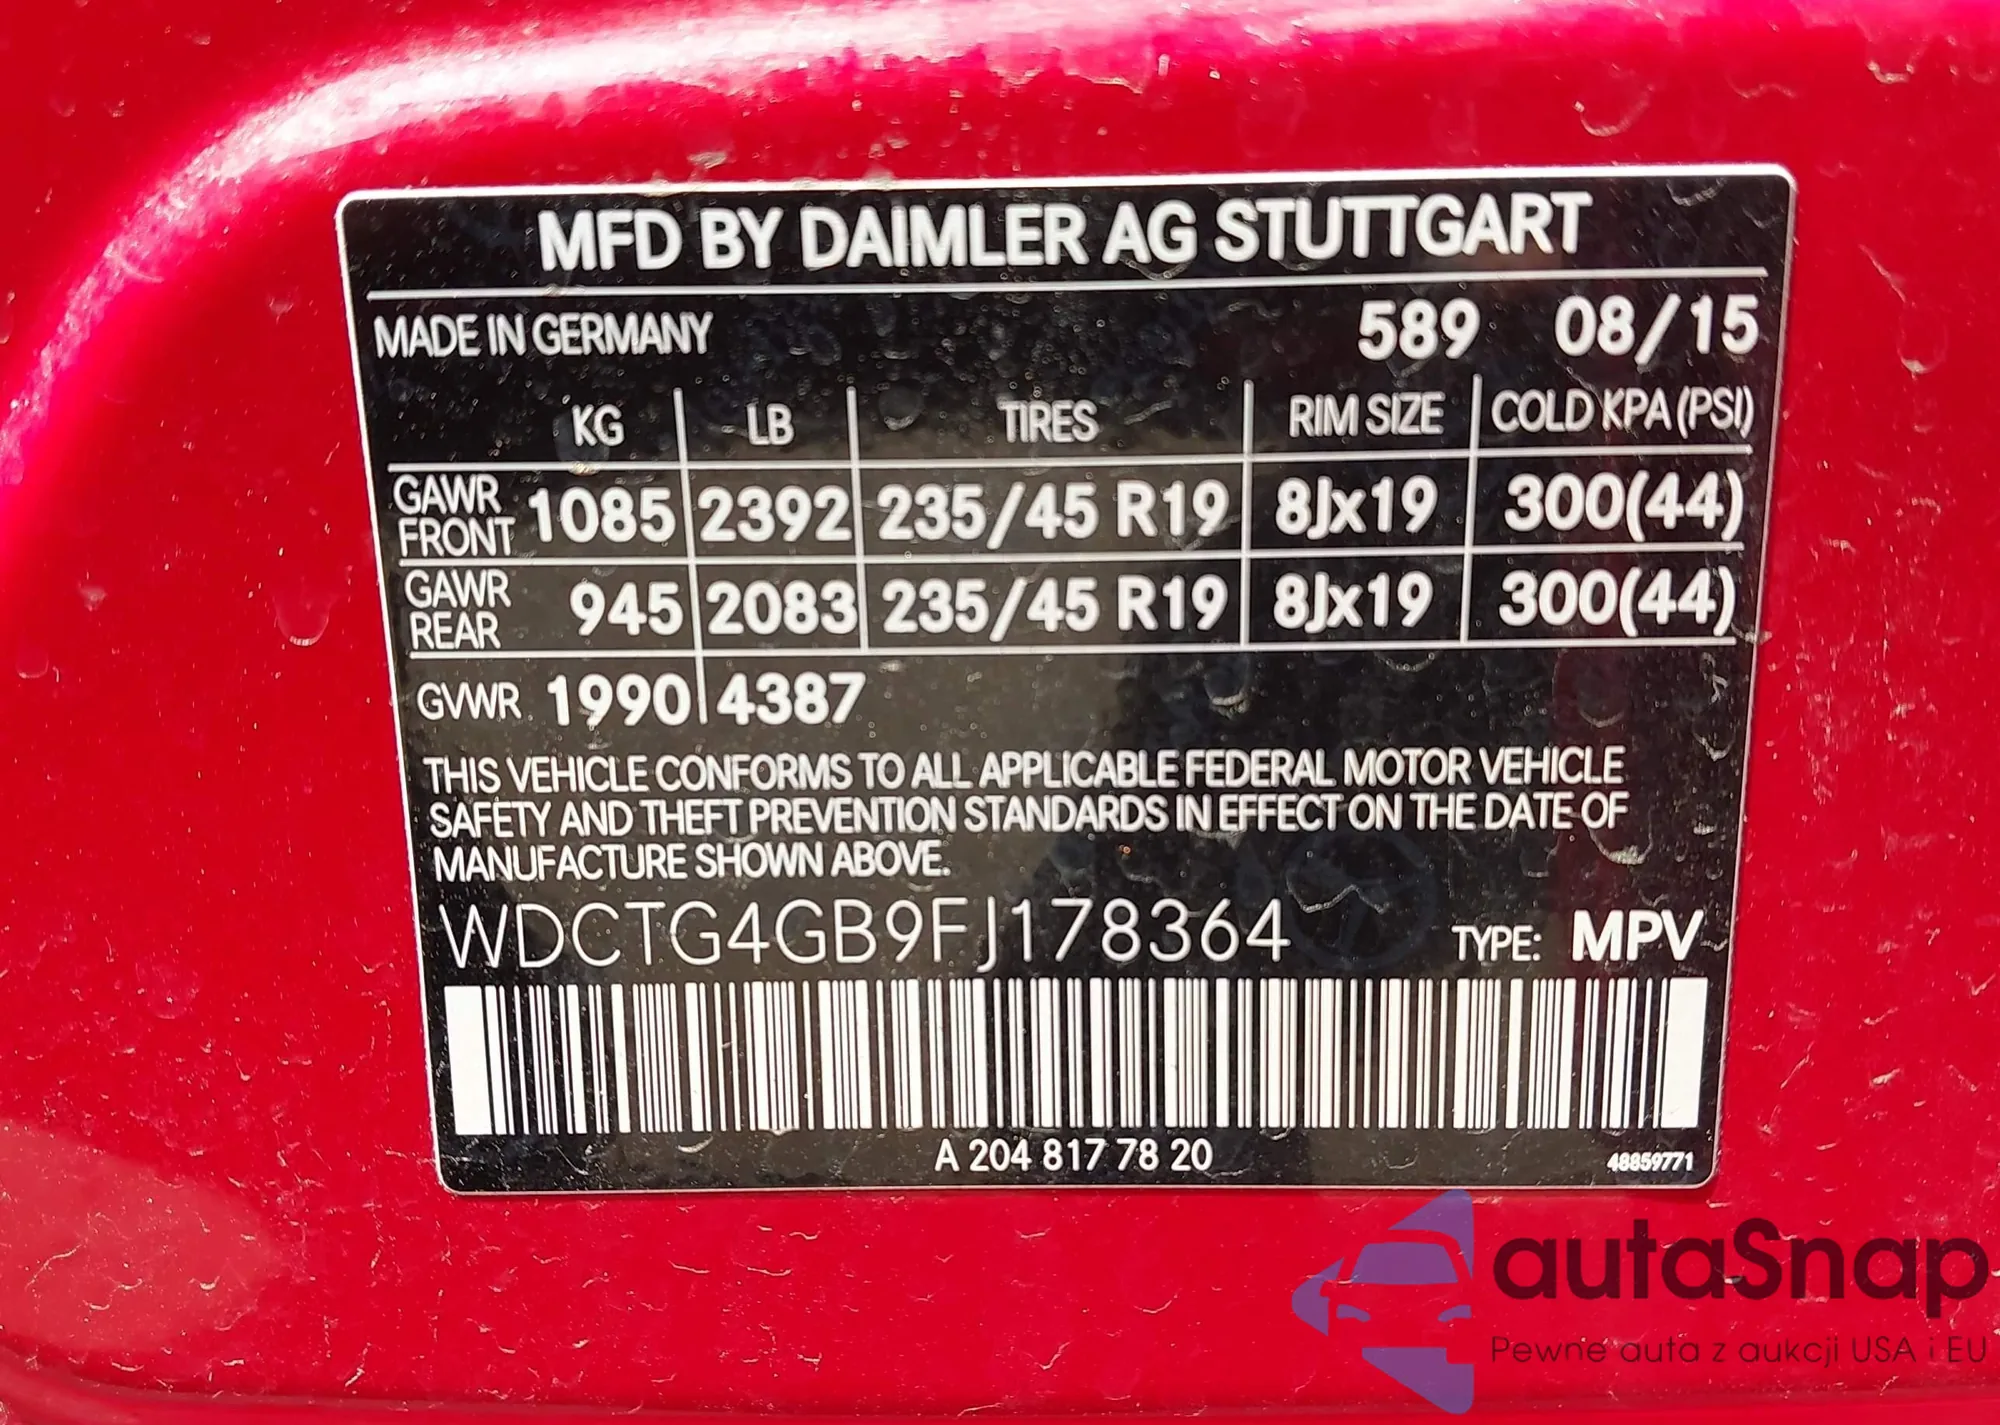 MFD BY DAIMLER AG STUTTGART
MADE IN GERMANY 589 08/15
KG LB TIRES RIM SIZE COLD KPA (PSI)
GAWR FRONT 1085 2392 235/45 R19 8Jx19 300(44)
GAWR REAR 945 2083 235/45 R19 8Jx19 300(44)
GVWR 1990 4387
THIS VEHICLE CONFORMS TO ALL APPLICABLE FEDERAL MOTOR VEHICLE
SAFETY AND THEFT PREVENTION STANDARDS IN EFFECT ON THE DATE OF
MANUFACTURE SHOWN ABOVE.
WDCTG4GB9FJ178364 TYPE: MPV
A 204 817 78 20 48859771
autaSnap
Pewne auta z aukcji USA i EU